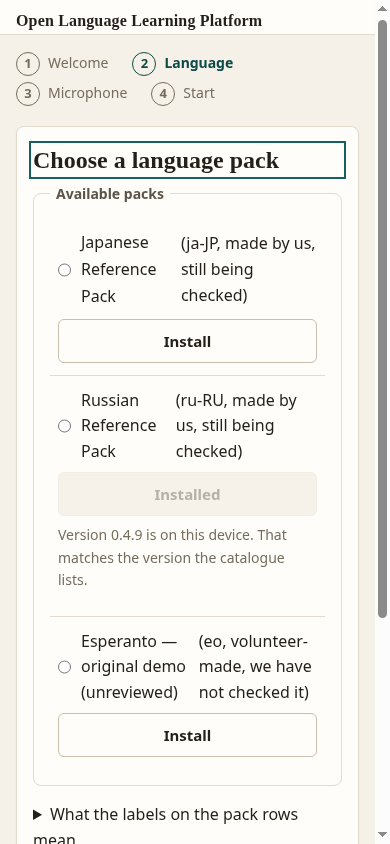 Open Language Learning Platform
1 Welcome 2 Language
3 Microphone 4 Start
Choose a language pack
Available packs
Japanese Reference Pack (ja-JP, made by us, still being checked)
Install
Russian Reference Pack (ru-RU, made by us, still being checked)
Installed
Version 0.4.9 is on this device. That
matches the version the catalogue
lists.
Esperanto — original demo (unreviewed) (eo, volunteer-made, we have not checked it)
Install
What the labels on the pack rows
mean